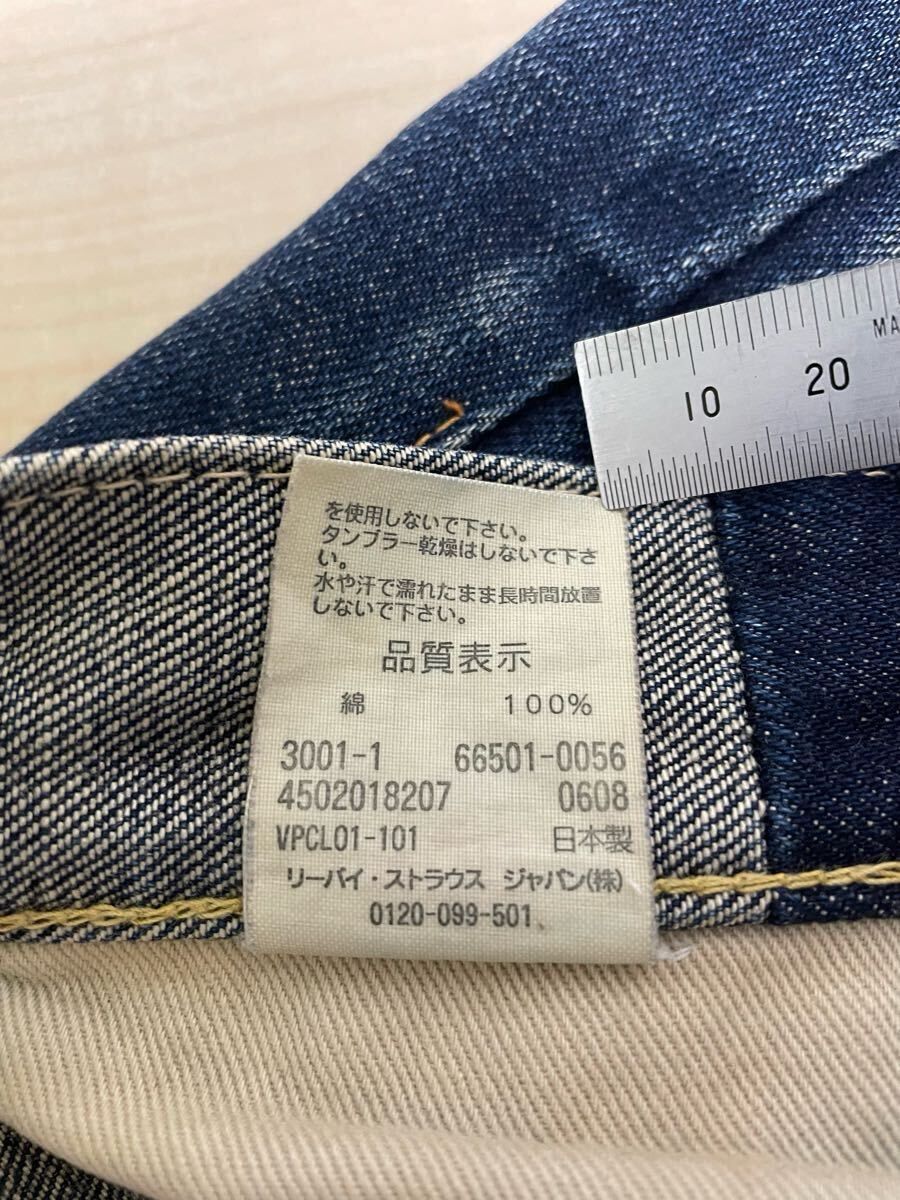 10 20 MA
を使用しないで下さい。
タンブラー乾燥はしないで下さ
い。
水や汗で濡れたまま長時間放置
しないで下さい。
品質表示
綿 100%
3001-1 66501-0056
4502018207 0608
VPCL01-101 日本製
リーバイ・ストラウス ジャパン(株)
0120-099-501